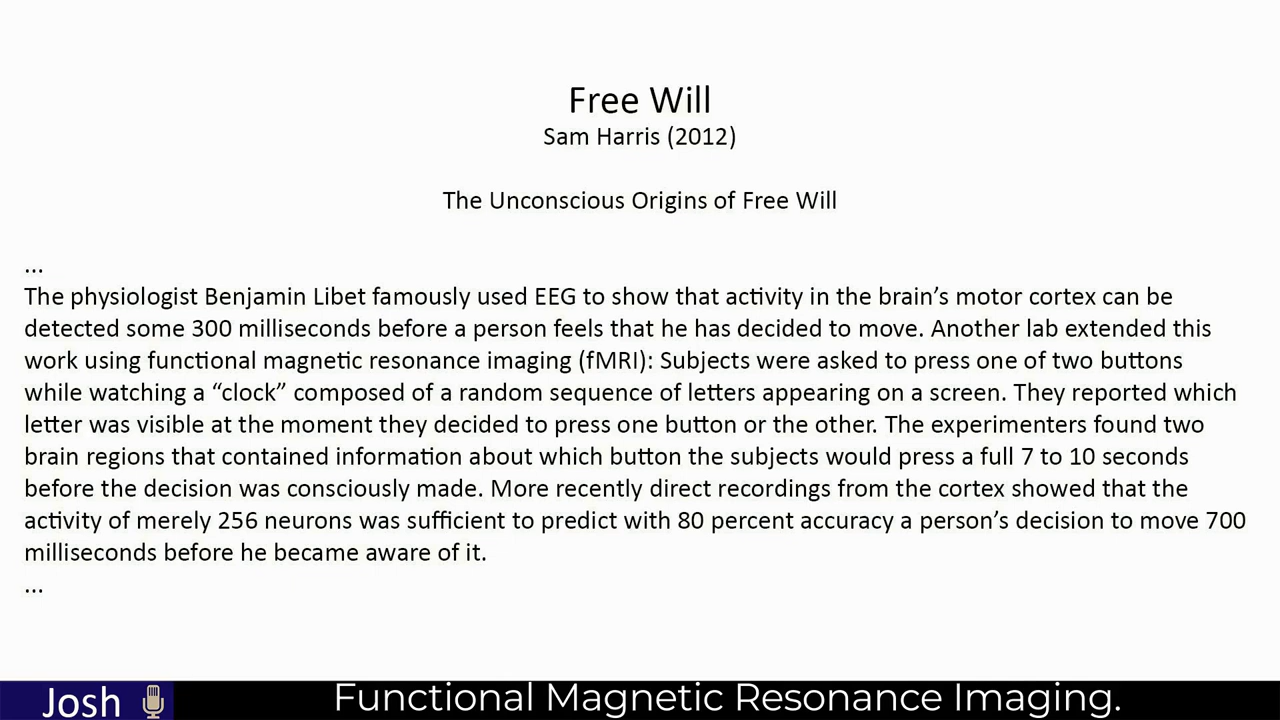 Free Will
Sam Harris (2012)
The Unconscious Origins of Free Will
...
The physiologist Benjamin Libet famously used EEG to show that activity in the brain’s motor cortex can be
detected some 300 milliseconds before a person feels that he has decided to move. Another lab extended this
work using functional magnetic resonance imaging (fMRI): Subjects were asked to press one of two buttons
while watching a “clock” composed of a random sequence of letters appearing on a screen. They reported which
letter was visible at the moment they decided to press one button or the other. The experimenters found two
brain regions that contained information about which button the subjects would press a full 7 to 10 seconds
before the decision was consciously made. More recently direct recordings from the cortex showed that the
activity of merely 256 neurons was sufficient to predict with 80 percent accuracy a person’s decision to move 700
milliseconds before he became aware of it.
...
Josh
Functional Magnetic Resonance Imaging.